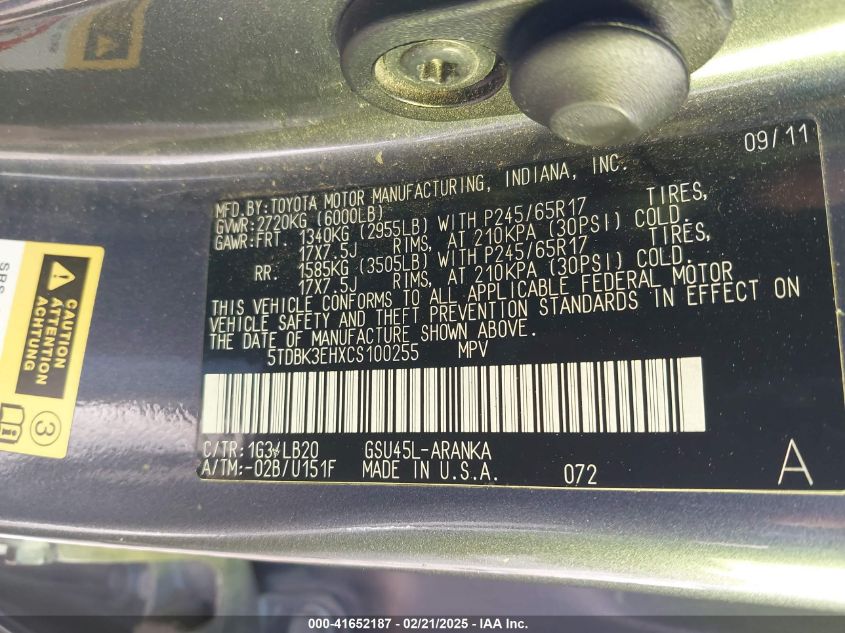 09/11
MFD.BY:TOYOTA MOTOR MANUFACTURING, INDIANA, INC.
GVWR:2720KG (6000LB)
GAWR:FRT. 1340KG (2955LB) WITH P245/65R17 TIRES,
17X7.5J RIMS, AT 210KPA (30PSI) COLD.
RR. 1585KG (3505LB) WITH P245/65R17 TIRES,
17X7.5J RIMS, AT 210KPA (30PSI) COLD.
THIS VEHICLE CONFORMS TO ALL APPLICABLE FEDERAL MOTOR
VEHICLE SAFETY AND THEFT PREVENTION STANDARDS IN EFFECT ON
THE DATE OF MANUFACTURE SHOWN ABOVE.
5TDBK3EHXCS100255 MPV
C/TR:1G3/LB20 GSU45L-ARANKA
A/TM:-02B/U151F MADE IN U.S.A. 072 A
CAUTION
ATTENTION
ACHTUNG
3
000-41652187 - 02/21/2025 - IAA Inc.